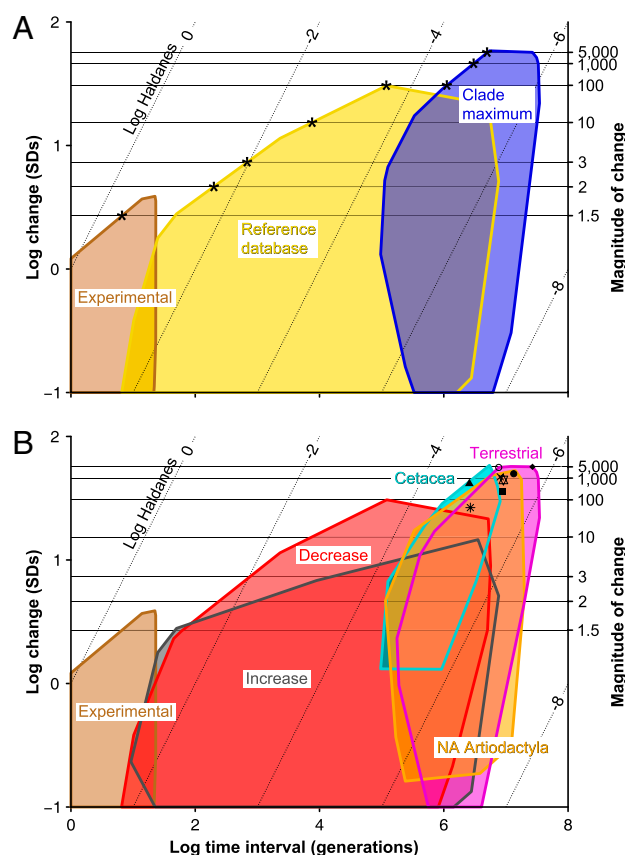 A
2
Log Haldanes
0
-2
-4
-6
5,000
1,000
Clade
maximum
100
10
1
3
2
1.5
Reference
database
Log change (SDs)
Magnitude of change
0
Experimental
-8
−1
B
2
Log Haldanes
0
-2
-4
-6
Terrestrial
5,000
Cetacea
1,000
100
10
Decrease
1
3
2
1.5
Log change (SDs)
Magnitude of change
0
Increase
Experimental
-8
NA Artiodactyla
−1
0 2 4 6 8
Log time interval (generations)